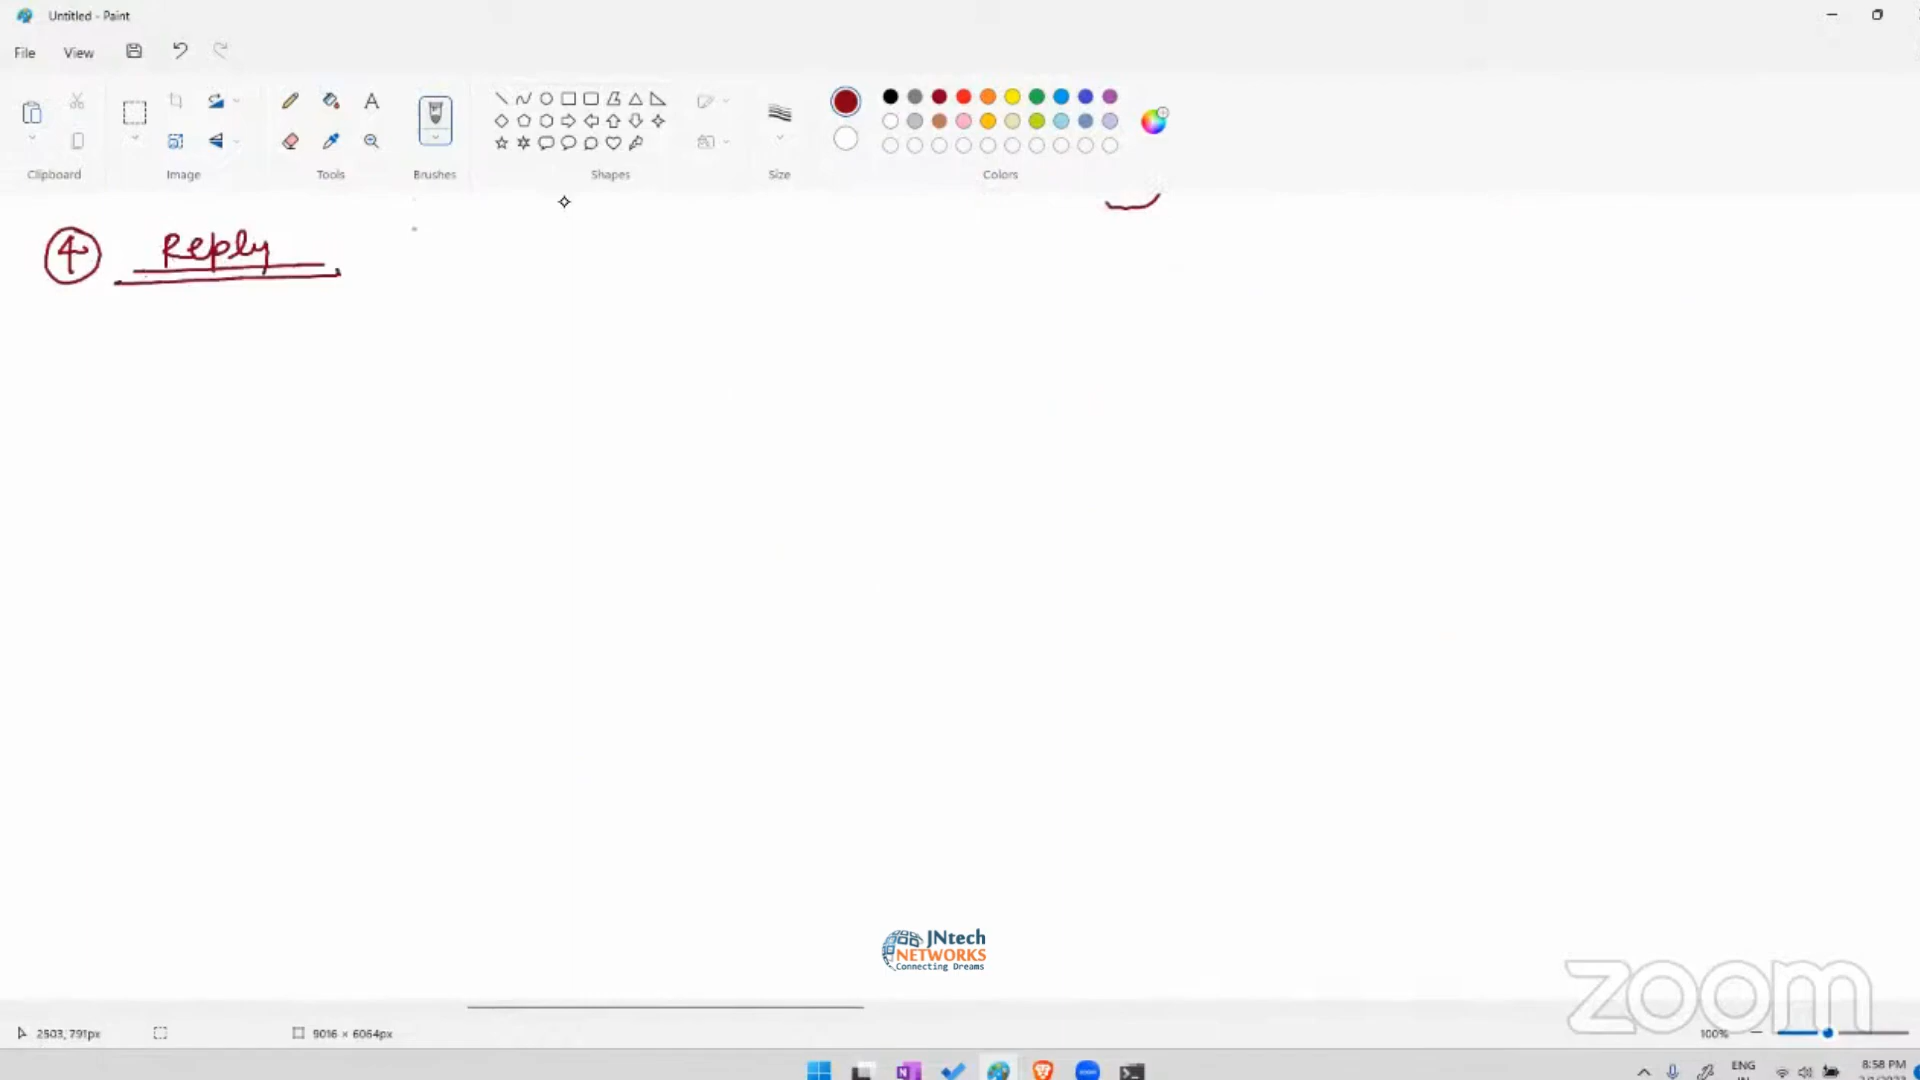 Untitled - Paint
File View
Clipboard Image Tools Brushes Shapes Size Colors
4 Reply
JNtech
NETWORKS
Connecting Dreams
zoom
2503, 791px 9016 × 6064px 100%
ENG
IN
8:58 PM